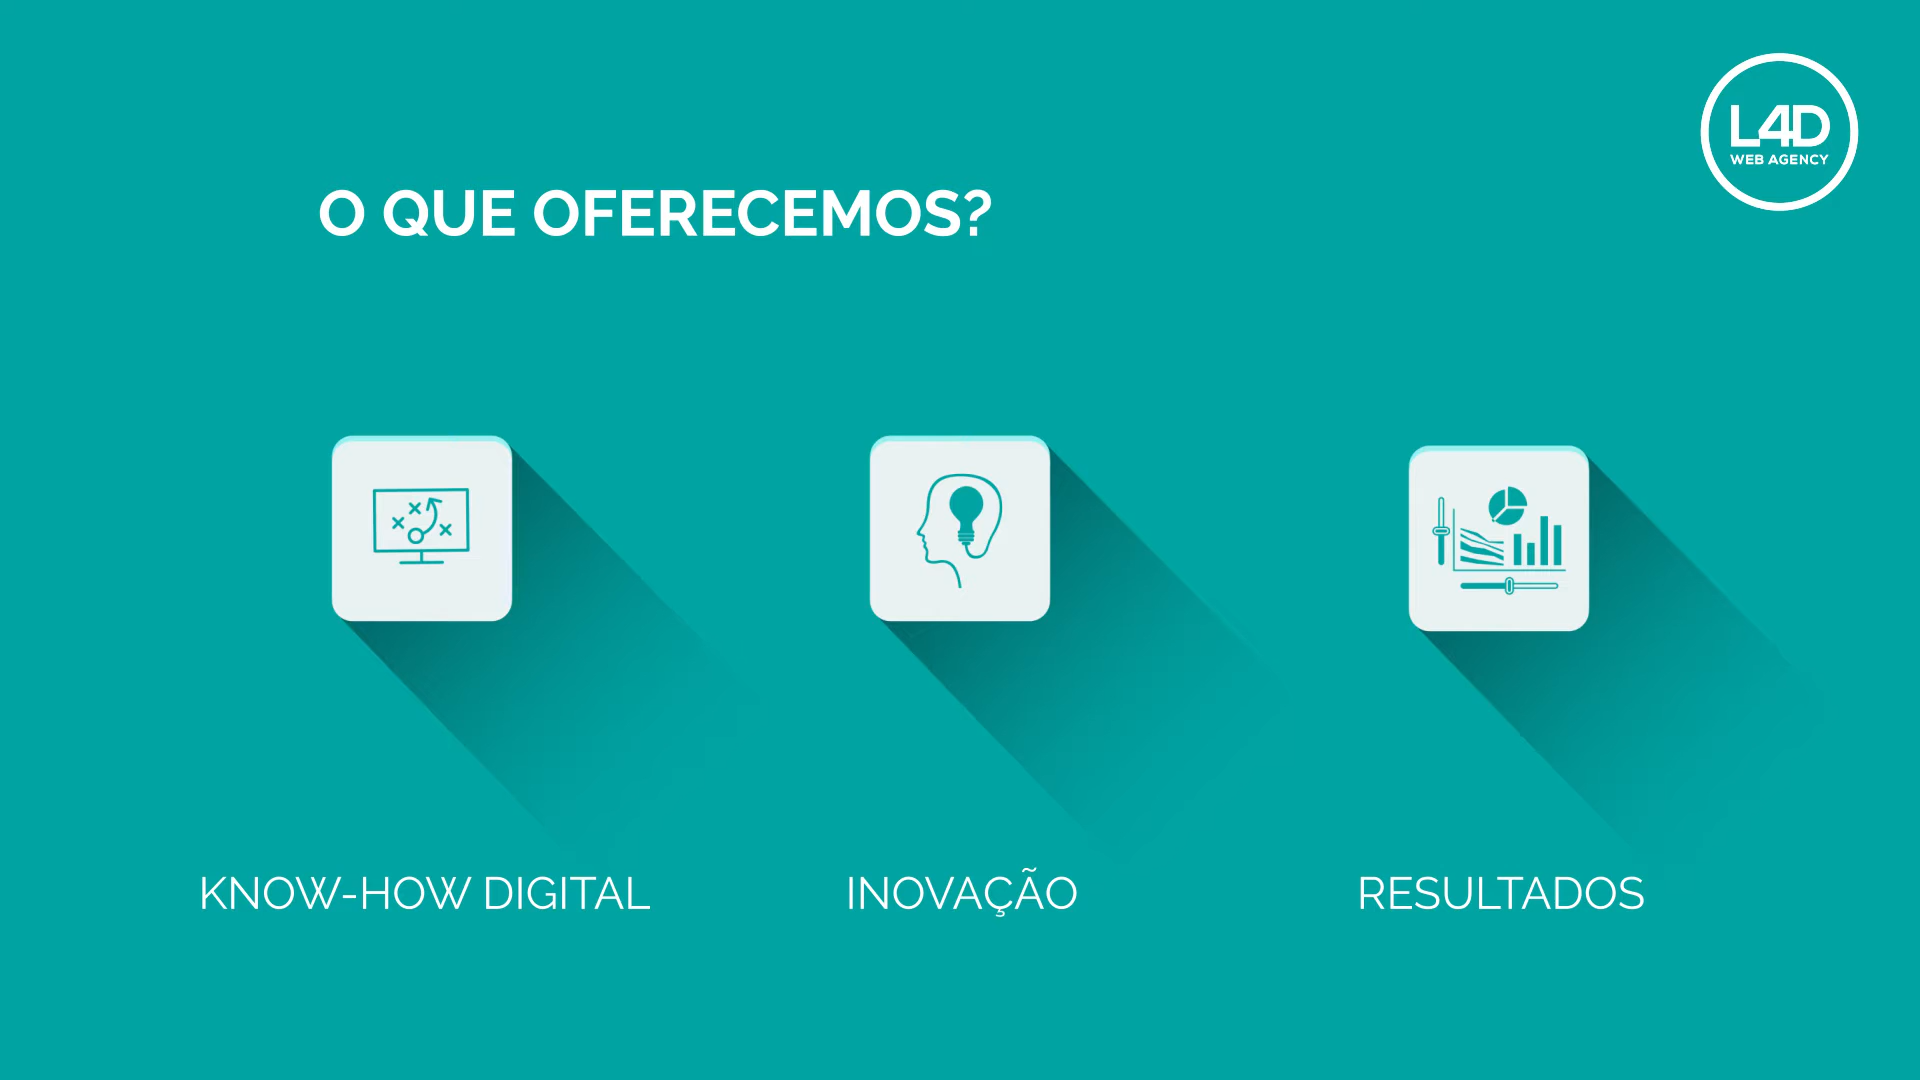 L4D
WEB AGENCY
O QUE OFERECEMOS?
KNOW-HOW DIGITAL
INOVAÇÃO
RESULTADOS